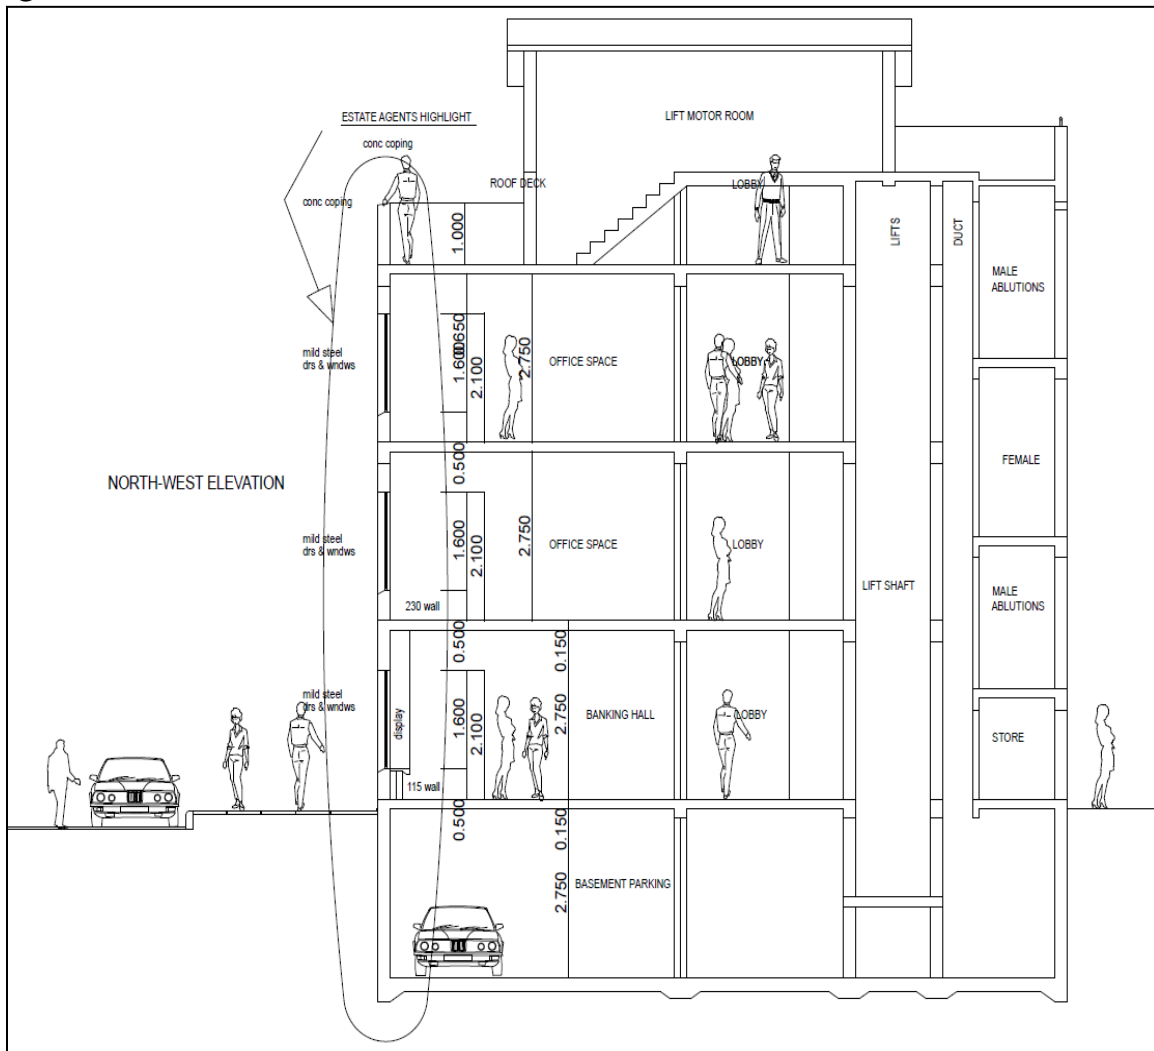 LIFT MOTOR ROOM
ESTATE AGENTS HIGHLIGHT
conc coping
ROOF DECK
LOBBY
conc coping
1.000
LIFTS
DUCT
MALE
ABLUTIONS
mild steel
drs & wndws
0.650
1.600
2.100
2.750
OFFICE SPACE
LOBBY
NORTH-WEST ELEVATION
0.500
FEMALE
mild steel
drs & wndws
1.600
2.100
2.750
OFFICE SPACE
LOBBY
LIFT SHAFT
MALE
ABLUTIONS
230 wall
0.500
0.150
mild steel
drs & wndws
display
1.600
2.100
2.750
BANKING HALL
LOBBY
STORE
115 wall
0.500
0.150
2.750
BASEMENT PARKING